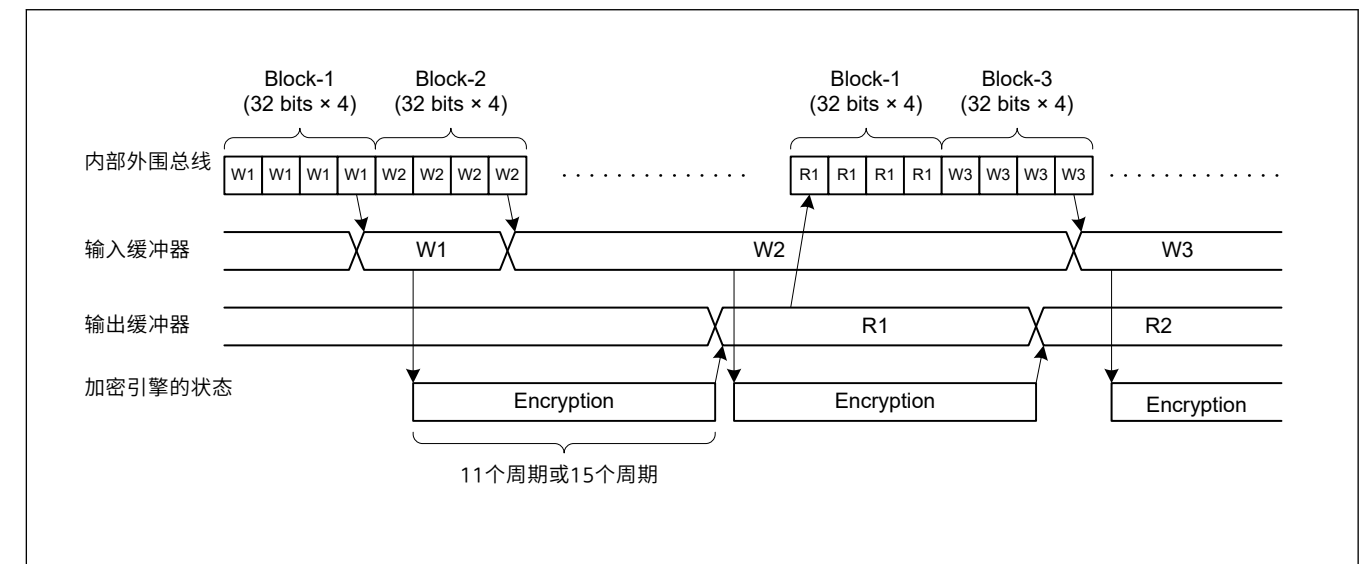 Block-1 Block-2 Block-1 Block-3
(32 bits × 4) (32 bits × 4) (32 bits × 4) (32 bits × 4)
内部外围总线 W1 W1 W1 W1 W2 W2 W2 W2 R1 R1 R1 R1 W3 W3 W3 W3
输入缓冲器 W1 W2 W3
输出缓冲器 R1 R2
加密引擎的状态 Encryption Encryption Encryption
11个周期或15个周期